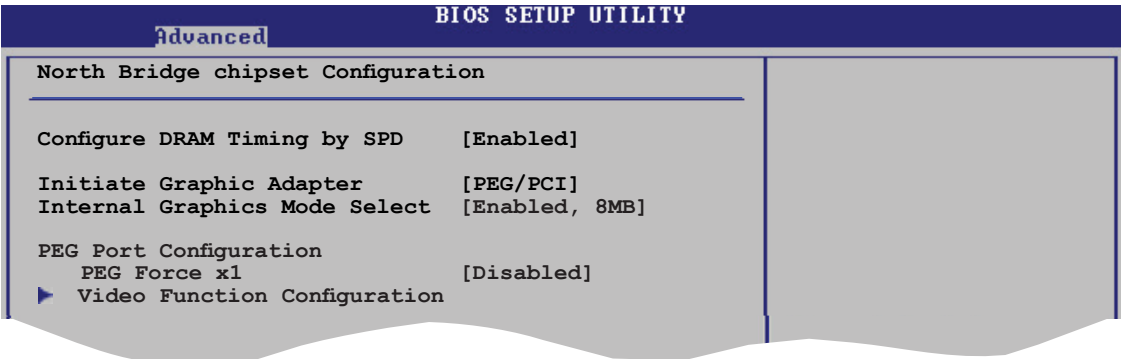 BIOS SETUP UTILITY
Advanced
North Bridge chipset Configuration
Configure DRAM Timing by SPD [Enabled]
Initiate Graphic Adapter [PEG/PCI]
Internal Graphics Mode Select [Enabled, 8MB]
PEG Port Configuration
PEG Force x1 [Disabled]
Video Function Configuration